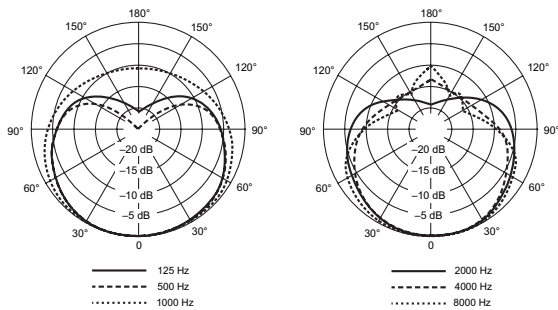 180° 180°
150° 150° 150° 150°
120° 120° 120° 120°
90° 90° 90° 90°
–20 dB –20 dB
–15 dB –15 dB
60° 60° 60° 60°
–10 dB –10 dB
–5 dB –5 dB
30° 30° 30° 30°
0 0
125 Hz 2000 Hz
500 Hz 4000 Hz
1000 Hz 8000 Hz